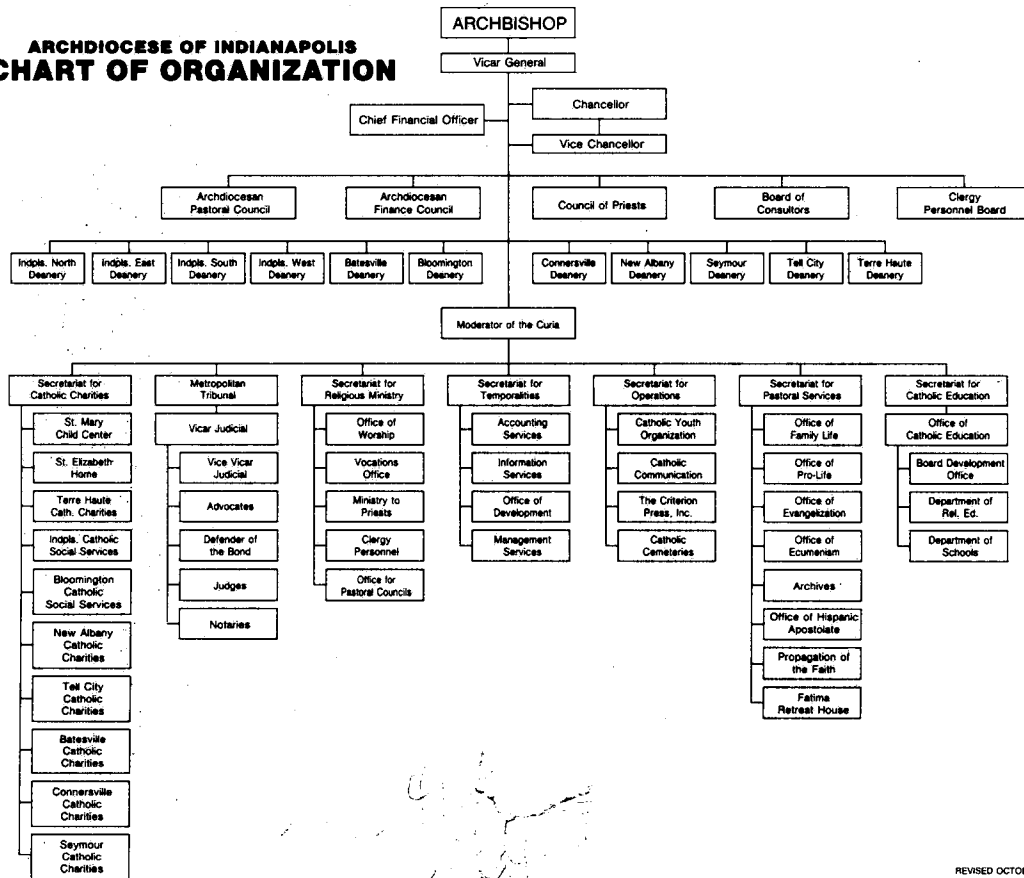 ARCHBISHOP
ARCHDIOCESE OF INDIANAPOLIS
CHART OF ORGANIZATION
Vicar General
Chancellor
Chief Financial Officer
Vice Chancellor
Archdiocesan
Pastoral Council
Archdiocesan
Finance Council
Council of Priests
Board of
Consultors
Clergy
Personnel Board
Indpls. North
Deanery
Indpls. East
Deanery
Indpls. South
Deanery
Indpls. West
Deanery
Batesville
Deanery
Bloomington
Deanery
Connersville
Deanery
New Albany
Deanery
Seymour
Deanery
Tell City
Deanery
Terre Haute
Deanery
Moderator of the Curia
Secretariat for
Catholic Charities
St. Mary
Child Center
St. Elizabeth
Home
Terre Haute
Cath. Charities
Indpls. Catholic
Social Services
Bloomington
Catholic
Social Services
New Albany
Catholic
Charities
Tell City
Catholic
Charities
Batesville
Catholic
Charities
Connersville
Catholic
Charities
Seymour
Catholic
Charities
Metropolitan
Tribunal
Vicar Judicial
Vice Vicar
Judicial
Advocates
Defender of
the Bond
Judges
Notaries
Secretariat for
Religious Ministry
Office of
Worship
Vocations
Office
Ministry to
Priests
Clergy
Personnel
Office for
Pastoral Councils
Secretariat for
Temporalities
Accounting
Services
Information
Services
Office of
Development
Management
Services
Secretariat for
Operations
Catholic Youth
Organization
Catholic
Communication
The Criterion
Press, Inc.
Catholic
Cemeteries
Secretariat for
Pastoral Services
Office of
Family Life
Office of
Pro-Life
Office of
Evangelization
Office of
Ecumenism
Archives
Office of Hispanic
Apostolate
Propagation of
the Faith
Fatima
Retreat House
Secretariat for
Catholic Education
Office of
Catholic Education
Board Development
Office
Department of
Rel. Ed.
Department of
Schools
REVISED OCTO